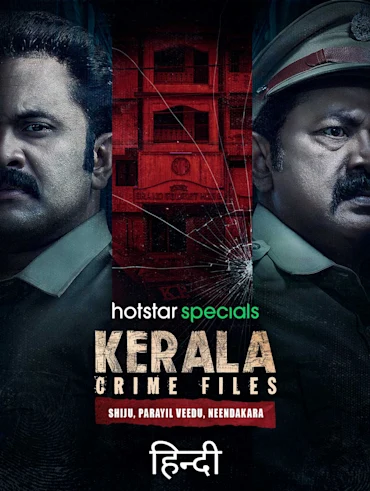 hotstar specials
KERALA
CRIME FILES
SHIJU, PARAYIL VEEDU, NEENDAKARA
हिन्दी